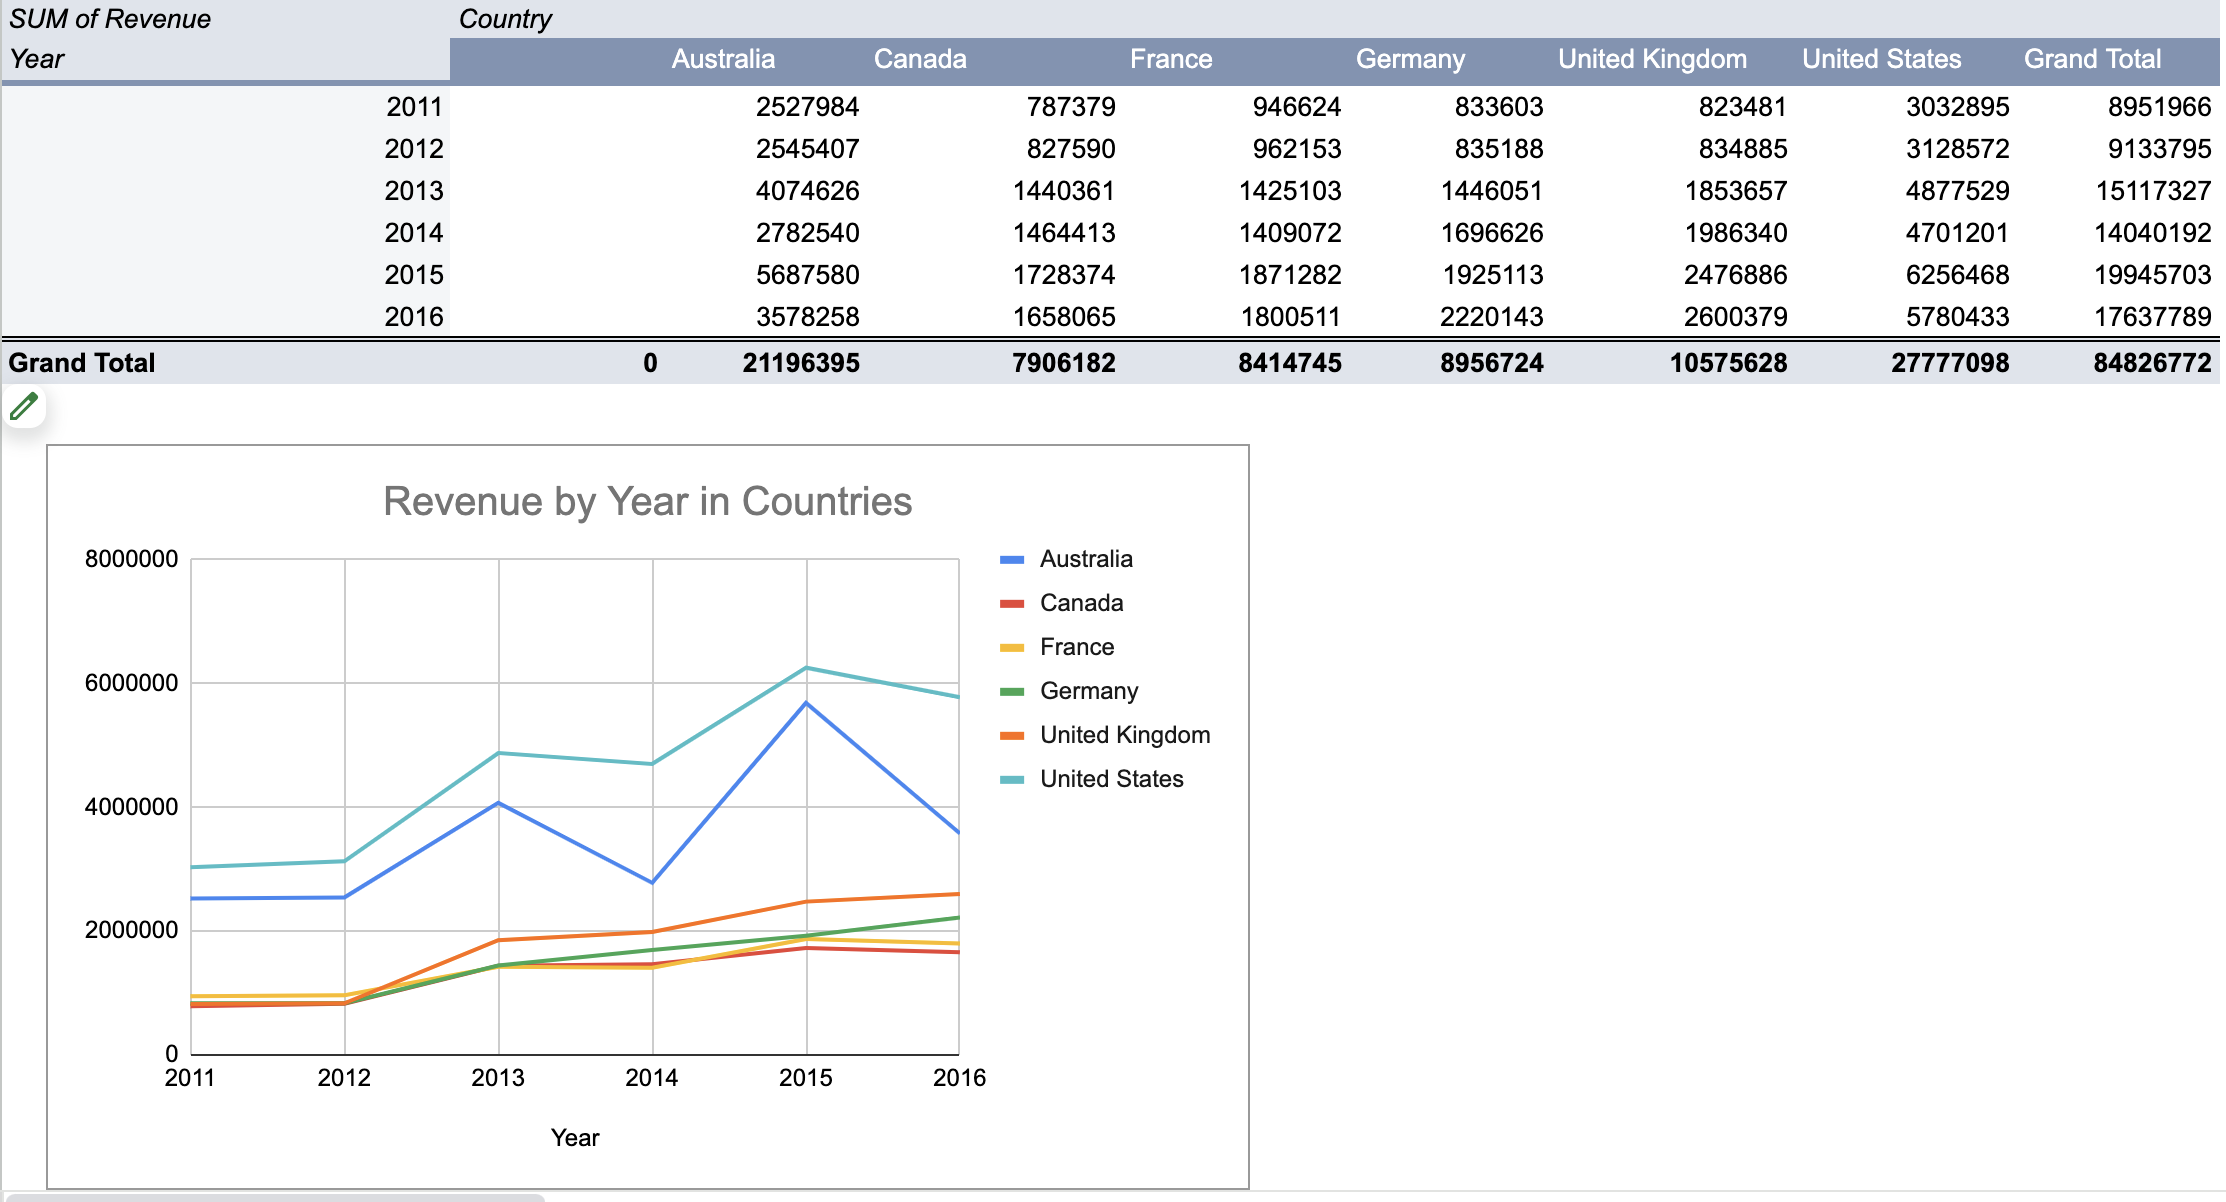 SUM of Revenue Country
Year Australia Canada France Germany United Kingdom United States Grand Total
2011 2527984 787379 946624 833603 823481 3032895 8951966
2012 2545407 827590 962153 835188 834885 3128572 9133795
2013 4074626 1440361 1425103 1446051 1853657 4877529 15117327
2014 2782540 1464413 1409072 1696626 1986340 4701201 14040192
2015 5687580 1728374 1871282 1925113 2476886 6256468 19945703
2016 3578258 1658065 1800511 2220143 2600379 5780433 17637789
Grand Total 0 21196395 7906182 8414745 8956724 10575628 27777098 84826772
Revenue by Year in Countries
8000000
6000000
4000000
2000000
0
2011 2012 2013 2014 2015 2016
Year
Australia
Canada
France
Germany
United Kingdom
United States